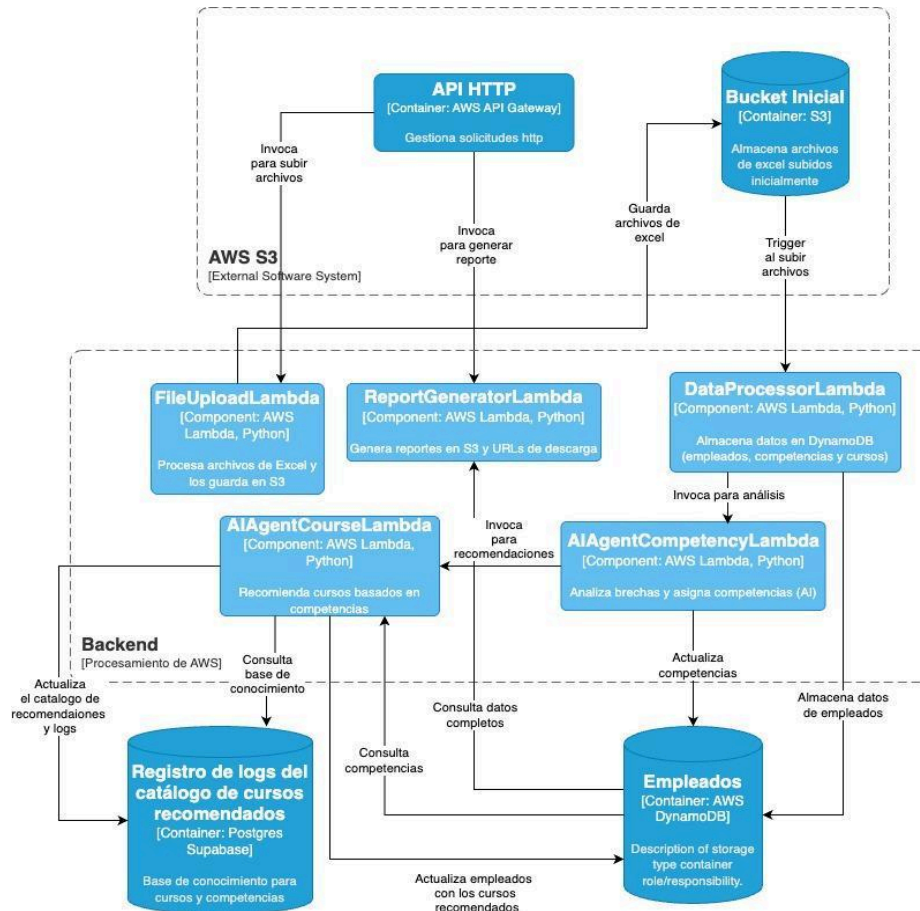 API HTTP
[Container: AWS API Gateway]
Gestiona solicitudes http
Bucket Inicial
[Container: S3]
Almacena archivos
de excel subidos
inicialmente
Invoca
para subir
archivos
Invoca
para generar
reporte
Guarda
archivos de
excel
Trigger
al subir
archivos
AWS S3
[External Software System]
FileUploadLambda
[Component: AWS
Lambda, Python]
Procesa archivos de Excel y
los guarda en S3
ReportGeneratorLambda
[Component: AWS Lambda, Python]
Genera reportes en S3 y URLs de descarga
DataProcessorLambda
[Component: AWS Lambda, Python]
Almacena datos en DynamoDB
(empleados, competencias y cursos)
Invoca para análisis
AIAgentCourseLambda
[Component: AWS Lambda,
Python]
Recomienda cursos basados en
competencias
Invoca
para
recomendaciones
AIAgentCompetencyLambda
[Component: AWS Lambda, Python]
Analiza brechas y asigna competencias (AI)
Backend
[Procesamiento de AWS]
Actualiza
el catalogo de
recomendaiones
y logs
Consulta
base de
conocimiento
Actualiza
competencias
Consulta datos
completos
Almacena datos
de empleados
Consulta
competencias
Registro de logs del
catálogo de cursos
recomendados
[Container: Postgres
Supabase]
Base de conocimiento para
cursos y competencias
Empleados
[Container: AWS
DynamoDB]
Description of storage
type container
role/responsibility.
Actualiza empleados
con los cursos
recomendados